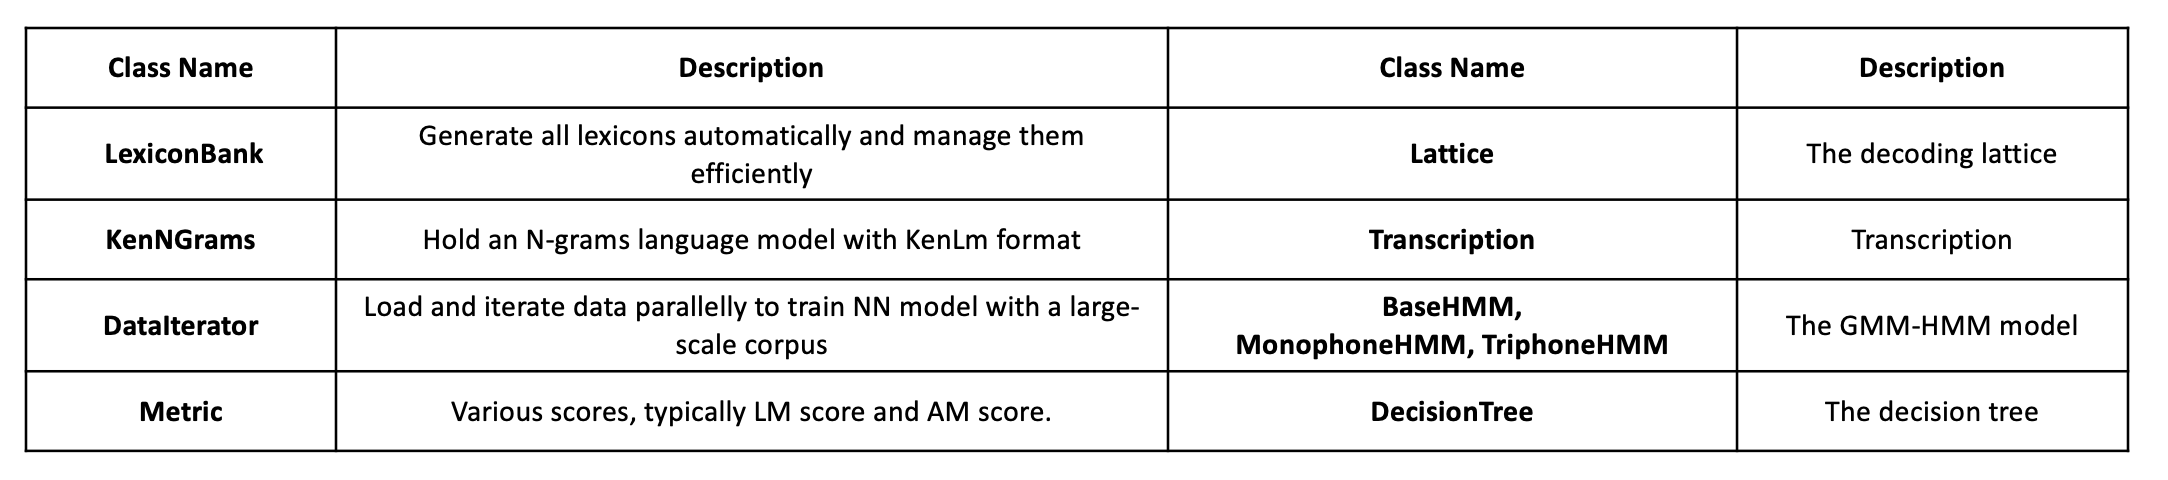 Class Name
Description
Class Name
Description
LexiconBank
Generate all lexicons automatically and manage them
efficiently
Lattice
The decoding lattice
KenNGrams
Hold an N-grams language model with KenLm format
Transcription
Transcription
DataIterator
Load and iterate data parallelly to train NN model with a large-
scale corpus
BaseHMM,
MonophoneHMM, TriphoneHMM
The GMM-HMM model
Metric
Various scores, typically LM score and AM score.
DecisionTree
The decision tree